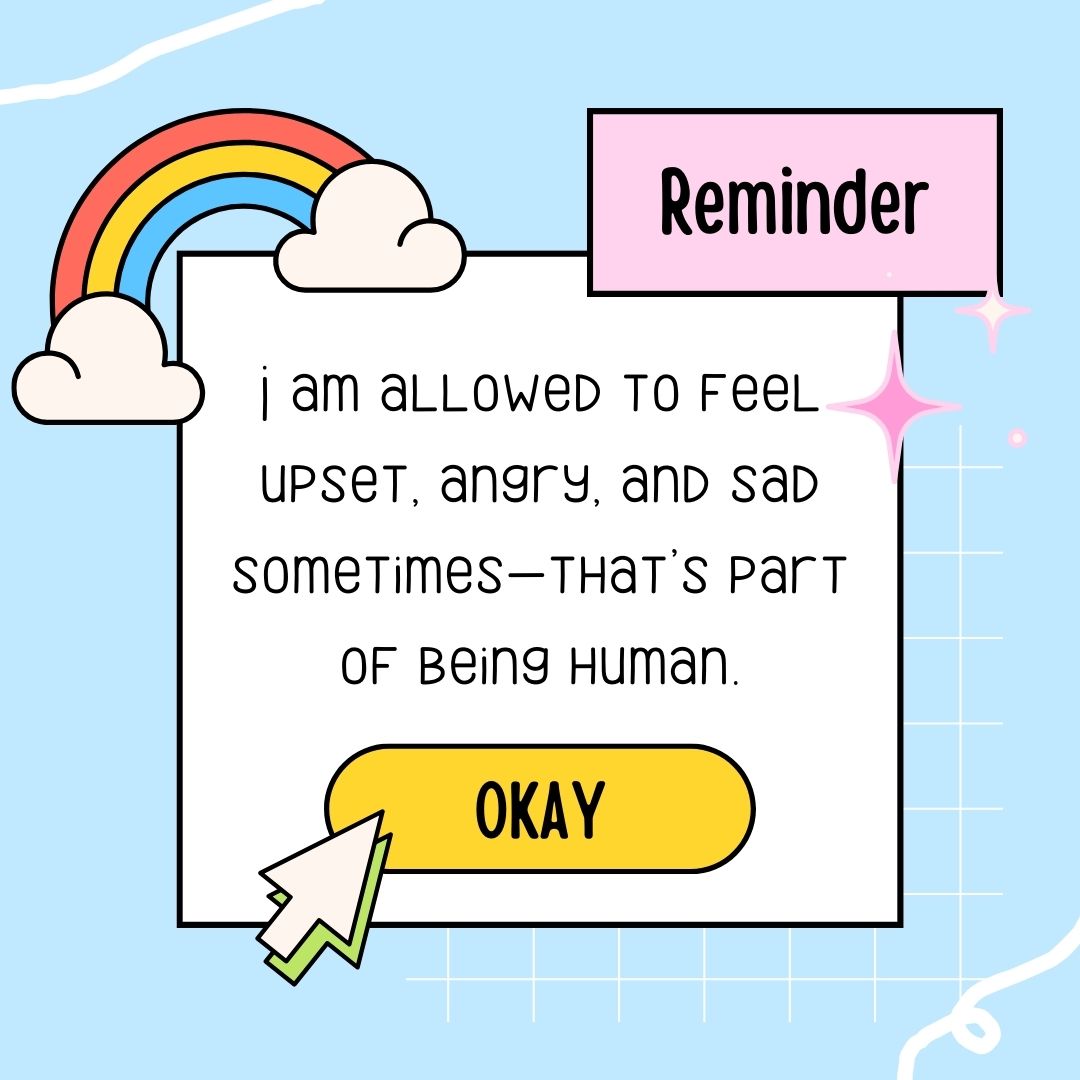 Reminder
i am allowed to feel
upset, angry, and sad
sometimes—that's part
of being human.
OKAY